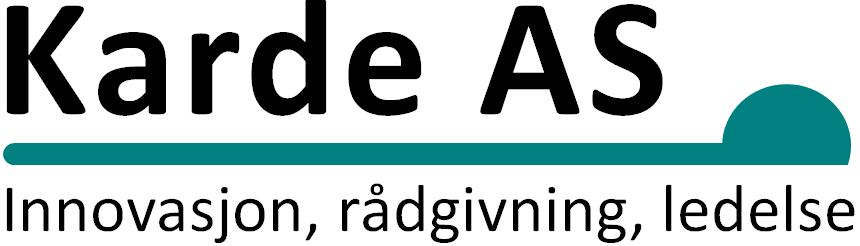 Karde AS
Innovasjon, rådgivning, ledelse